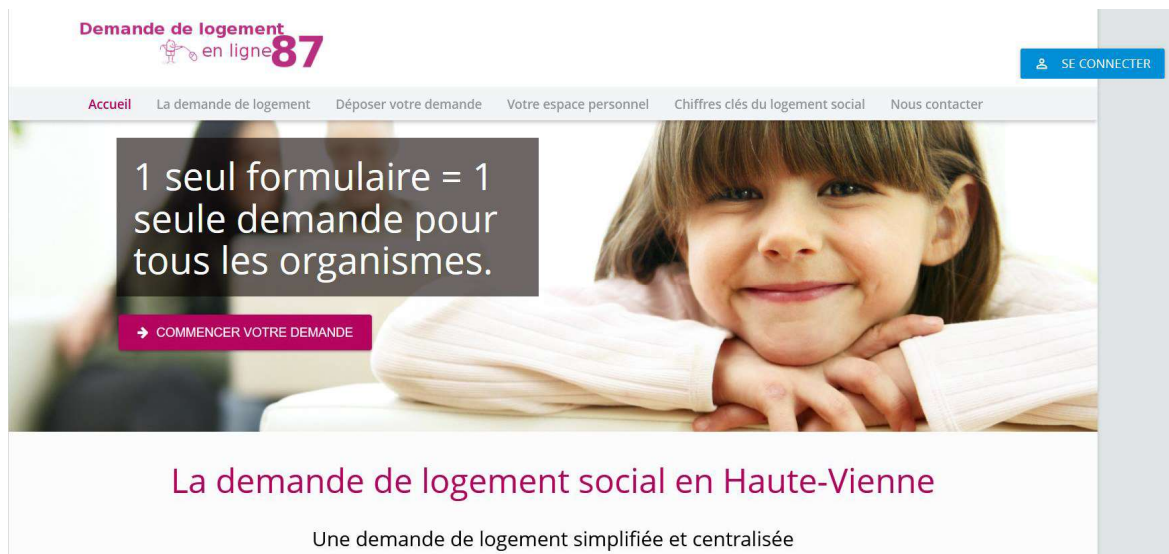 Demande de logement
en ligne 87
SE CONNECTER
Accueil La demande de logement Déposer votre demande Votre espace personnel Chiffres clés du logement social Nous contacter
1 seul formulaire = 1
seule demande pour
tous les organismes.
COMMENCER VOTRE DEMANDE
La demande de logement social en Haute-Vienne
Une demande de logement simplifiée et centralisée